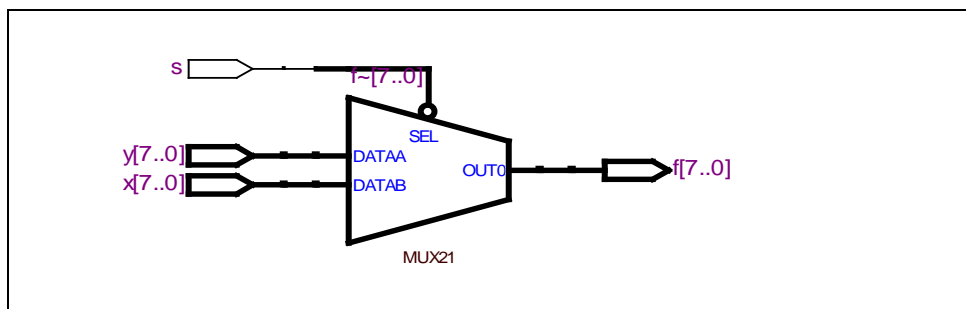 s
f~[7..0]
SEL
y[7..0]
DATAA
OUT0
f[7..0]
x[7..0]
DATAB
MUX21